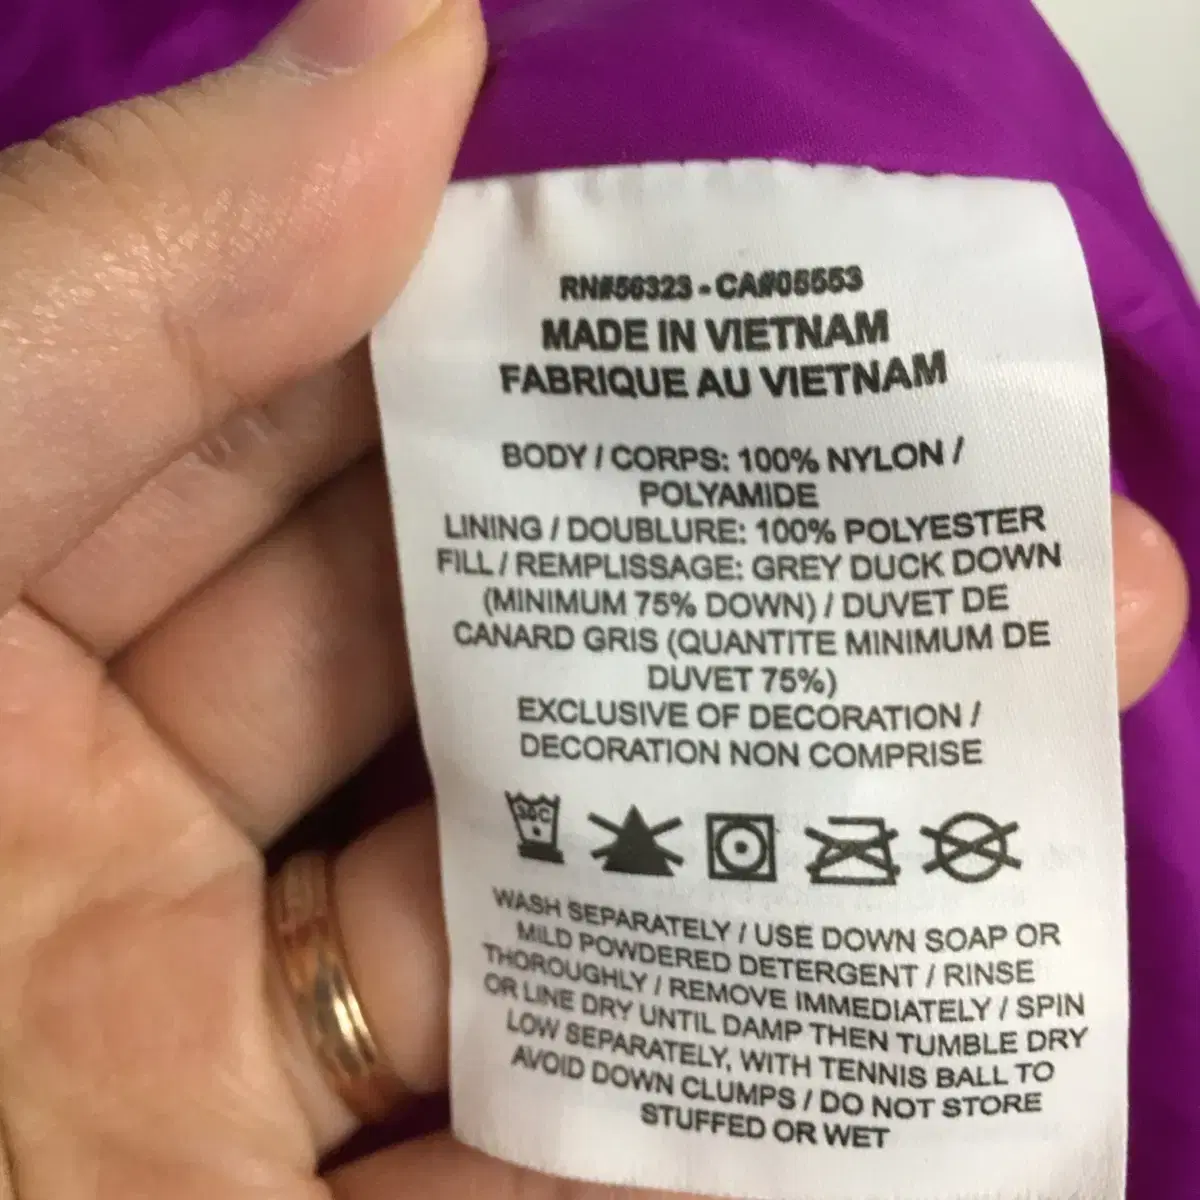 RN#56323 - CA#05553
MADE IN VIETNAM
FABRIQUE AU VIETNAM
BODY / CORPS: 100% NYLON /
POLYAMIDE
LINING / DOUBLURE: 100% POLYESTER
FILL / REMPLISSAGE: GREY DUCK DOWN
(MINIMUM 75% DOWN) / DUVET DE
CANARD GRIS (QUANTITE MINIMUM DE
DUVET 75%)
EXCLUSIVE OF DECORATION /
DECORATION NON COMPRISE
WASH SEPARATELY / USE DOWN SOAP OR
MILD POWDERED DETERGENT / RINSE
THOROUGHLY / REMOVE IMMEDIATELY / SPIN
OR LINE DRY UNTIL DAMP THEN TUMBLE DRY
LOW SEPARATELY, WITH TENNIS BALL TO
AVOID DOWN CLUMPS / DO NOT STORE
STUFFED OR WET